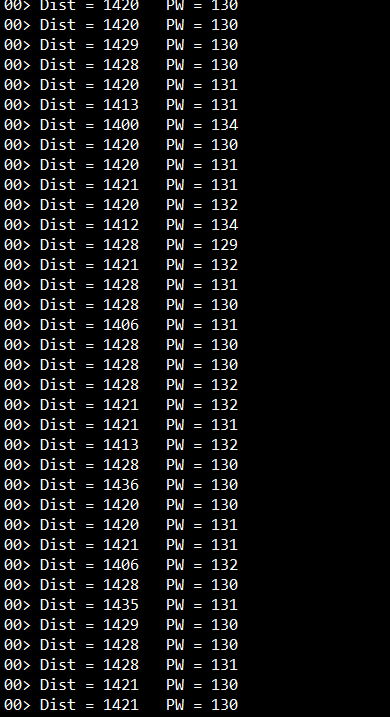 00> Dist = 1420   PW = 130
00> Dist = 1420   PW = 130
00> Dist = 1429   PW = 130
00> Dist = 1428   PW = 130
00> Dist = 1420   PW = 131
00> Dist = 1413   PW = 131
00> Dist = 1400   PW = 134
00> Dist = 1420   PW = 130
00> Dist = 1420   PW = 131
00> Dist = 1421   PW = 131
00> Dist = 1420   PW = 132
00> Dist = 1412   PW = 134
00> Dist = 1428   PW = 129
00> Dist = 1421   PW = 132
00> Dist = 1428   PW = 131
00> Dist = 1428   PW = 130
00> Dist = 1406   PW = 131
00> Dist = 1428   PW = 130
00> Dist = 1428   PW = 130
00> Dist = 1428   PW = 132
00> Dist = 1421   PW = 132
00> Dist = 1421   PW = 131
00> Dist = 1413   PW = 132
00> Dist = 1428   PW = 130
00> Dist = 1436   PW = 130
00> Dist = 1420   PW = 130
00> Dist = 1420   PW = 131
00> Dist = 1421   PW = 131
00> Dist = 1406   PW = 132
00> Dist = 1428   PW = 130
00> Dist = 1435   PW = 131
00> Dist = 1429   PW = 130
00> Dist = 1428   PW = 130
00> Dist = 1428   PW = 131
00> Dist = 1421   PW = 130
00> Dist = 1421   PW = 130